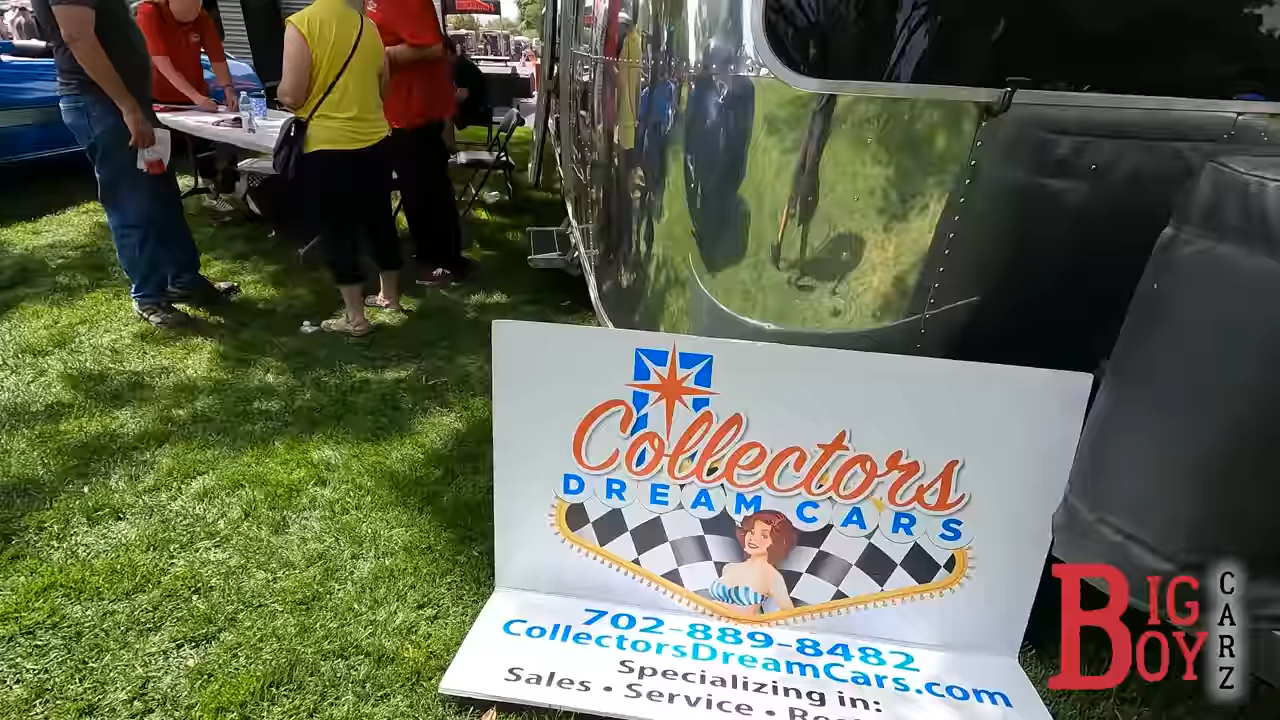 Collectors
DREAM CARS
702-889-8482
CollectorsDreamCars.com
Specializing in:
Sales • Service •
BIG BOY CARZ